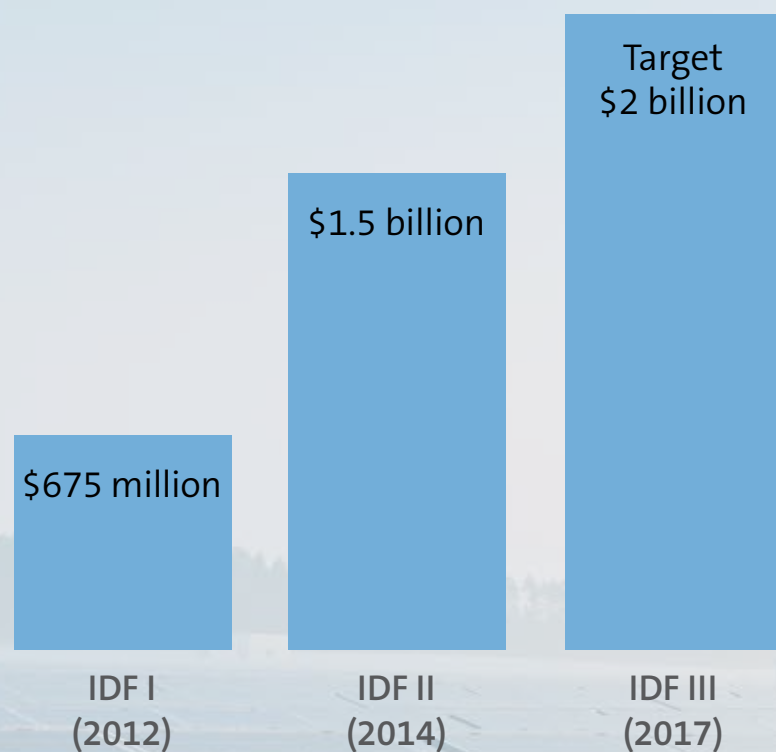 Target
$2 billion
$1.5 billion
$675 million
IDF I
(2012)
IDF II
(2014)
IDF III
(2017)